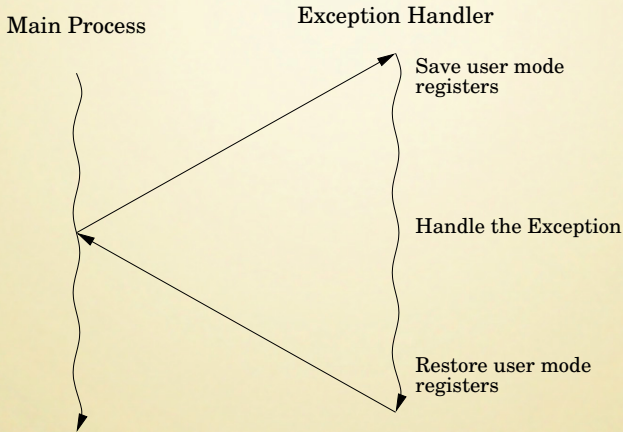 Main Process
Exception Handler
Save user mode
registers
Handle the Exception
Restore user mode
registers